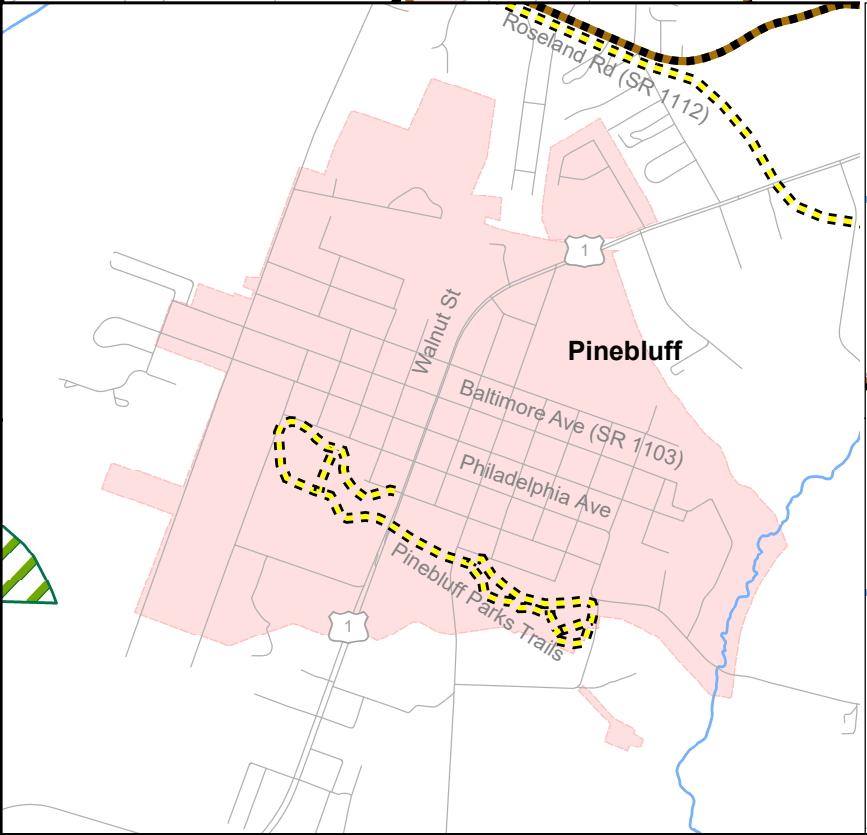 Roseland Rd (SR 1112)
1
Walnut St
Pinebluff
Baltimore Ave (SR 1103)
Philadelphia Ave
Pinebluff Parks Trails
1